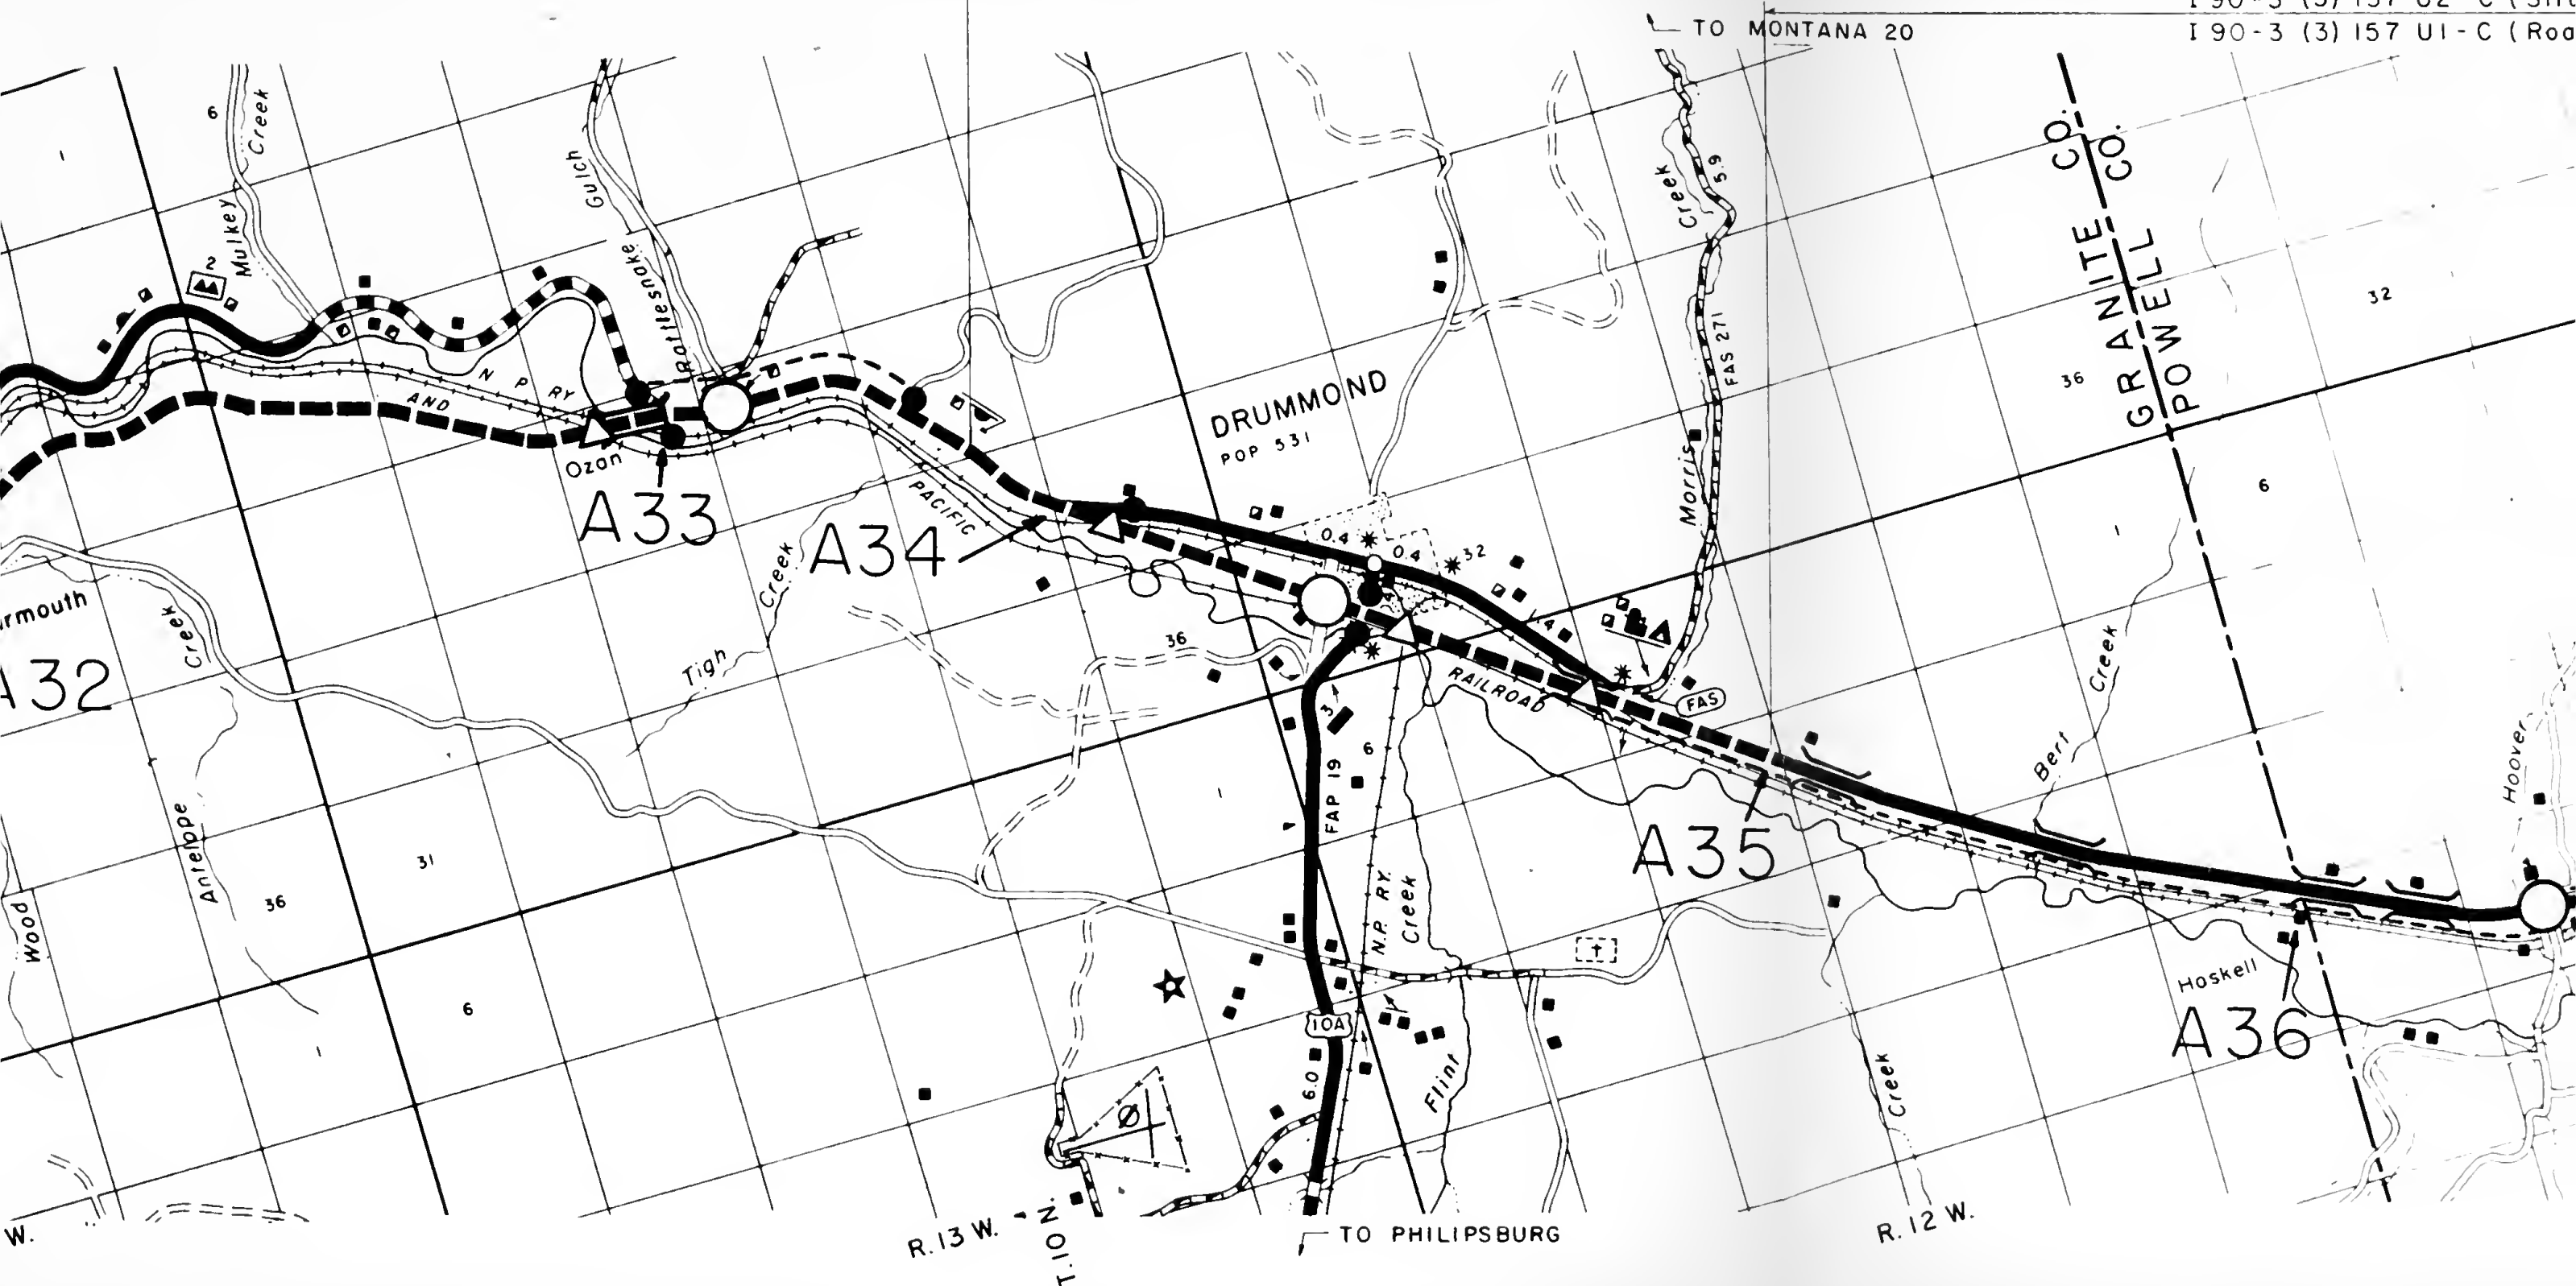 TO MONTANA 20
I 90-3 (3) 157 U1-C (Roa
6
Creek
1
Mulkey
2
Gulch
Rattlesnake
N P RY
AND
Ozan
A33
PACIFIC
A34
Creek
Tigh
DRUMMOND
POP 531
0.4
0.4
32
36
Creek
5.9
FAS 271
Morris
GRANITE CO.
POWELL CO.
32
36
6
1
FAS
RAILROAD
1.4
3
6
FAP 19
N.P. RY.
Creek
Flint
10A
6.0
A35
Bert
Creek
Hoover
Hoskell
A36
Creek
rmouth
A32
Creek
Antelope
Wood
36
31
6
1
1
1
W.
R. 13 W.
T. 10 N.
TO PHILIPSBURG
R. 12 W.